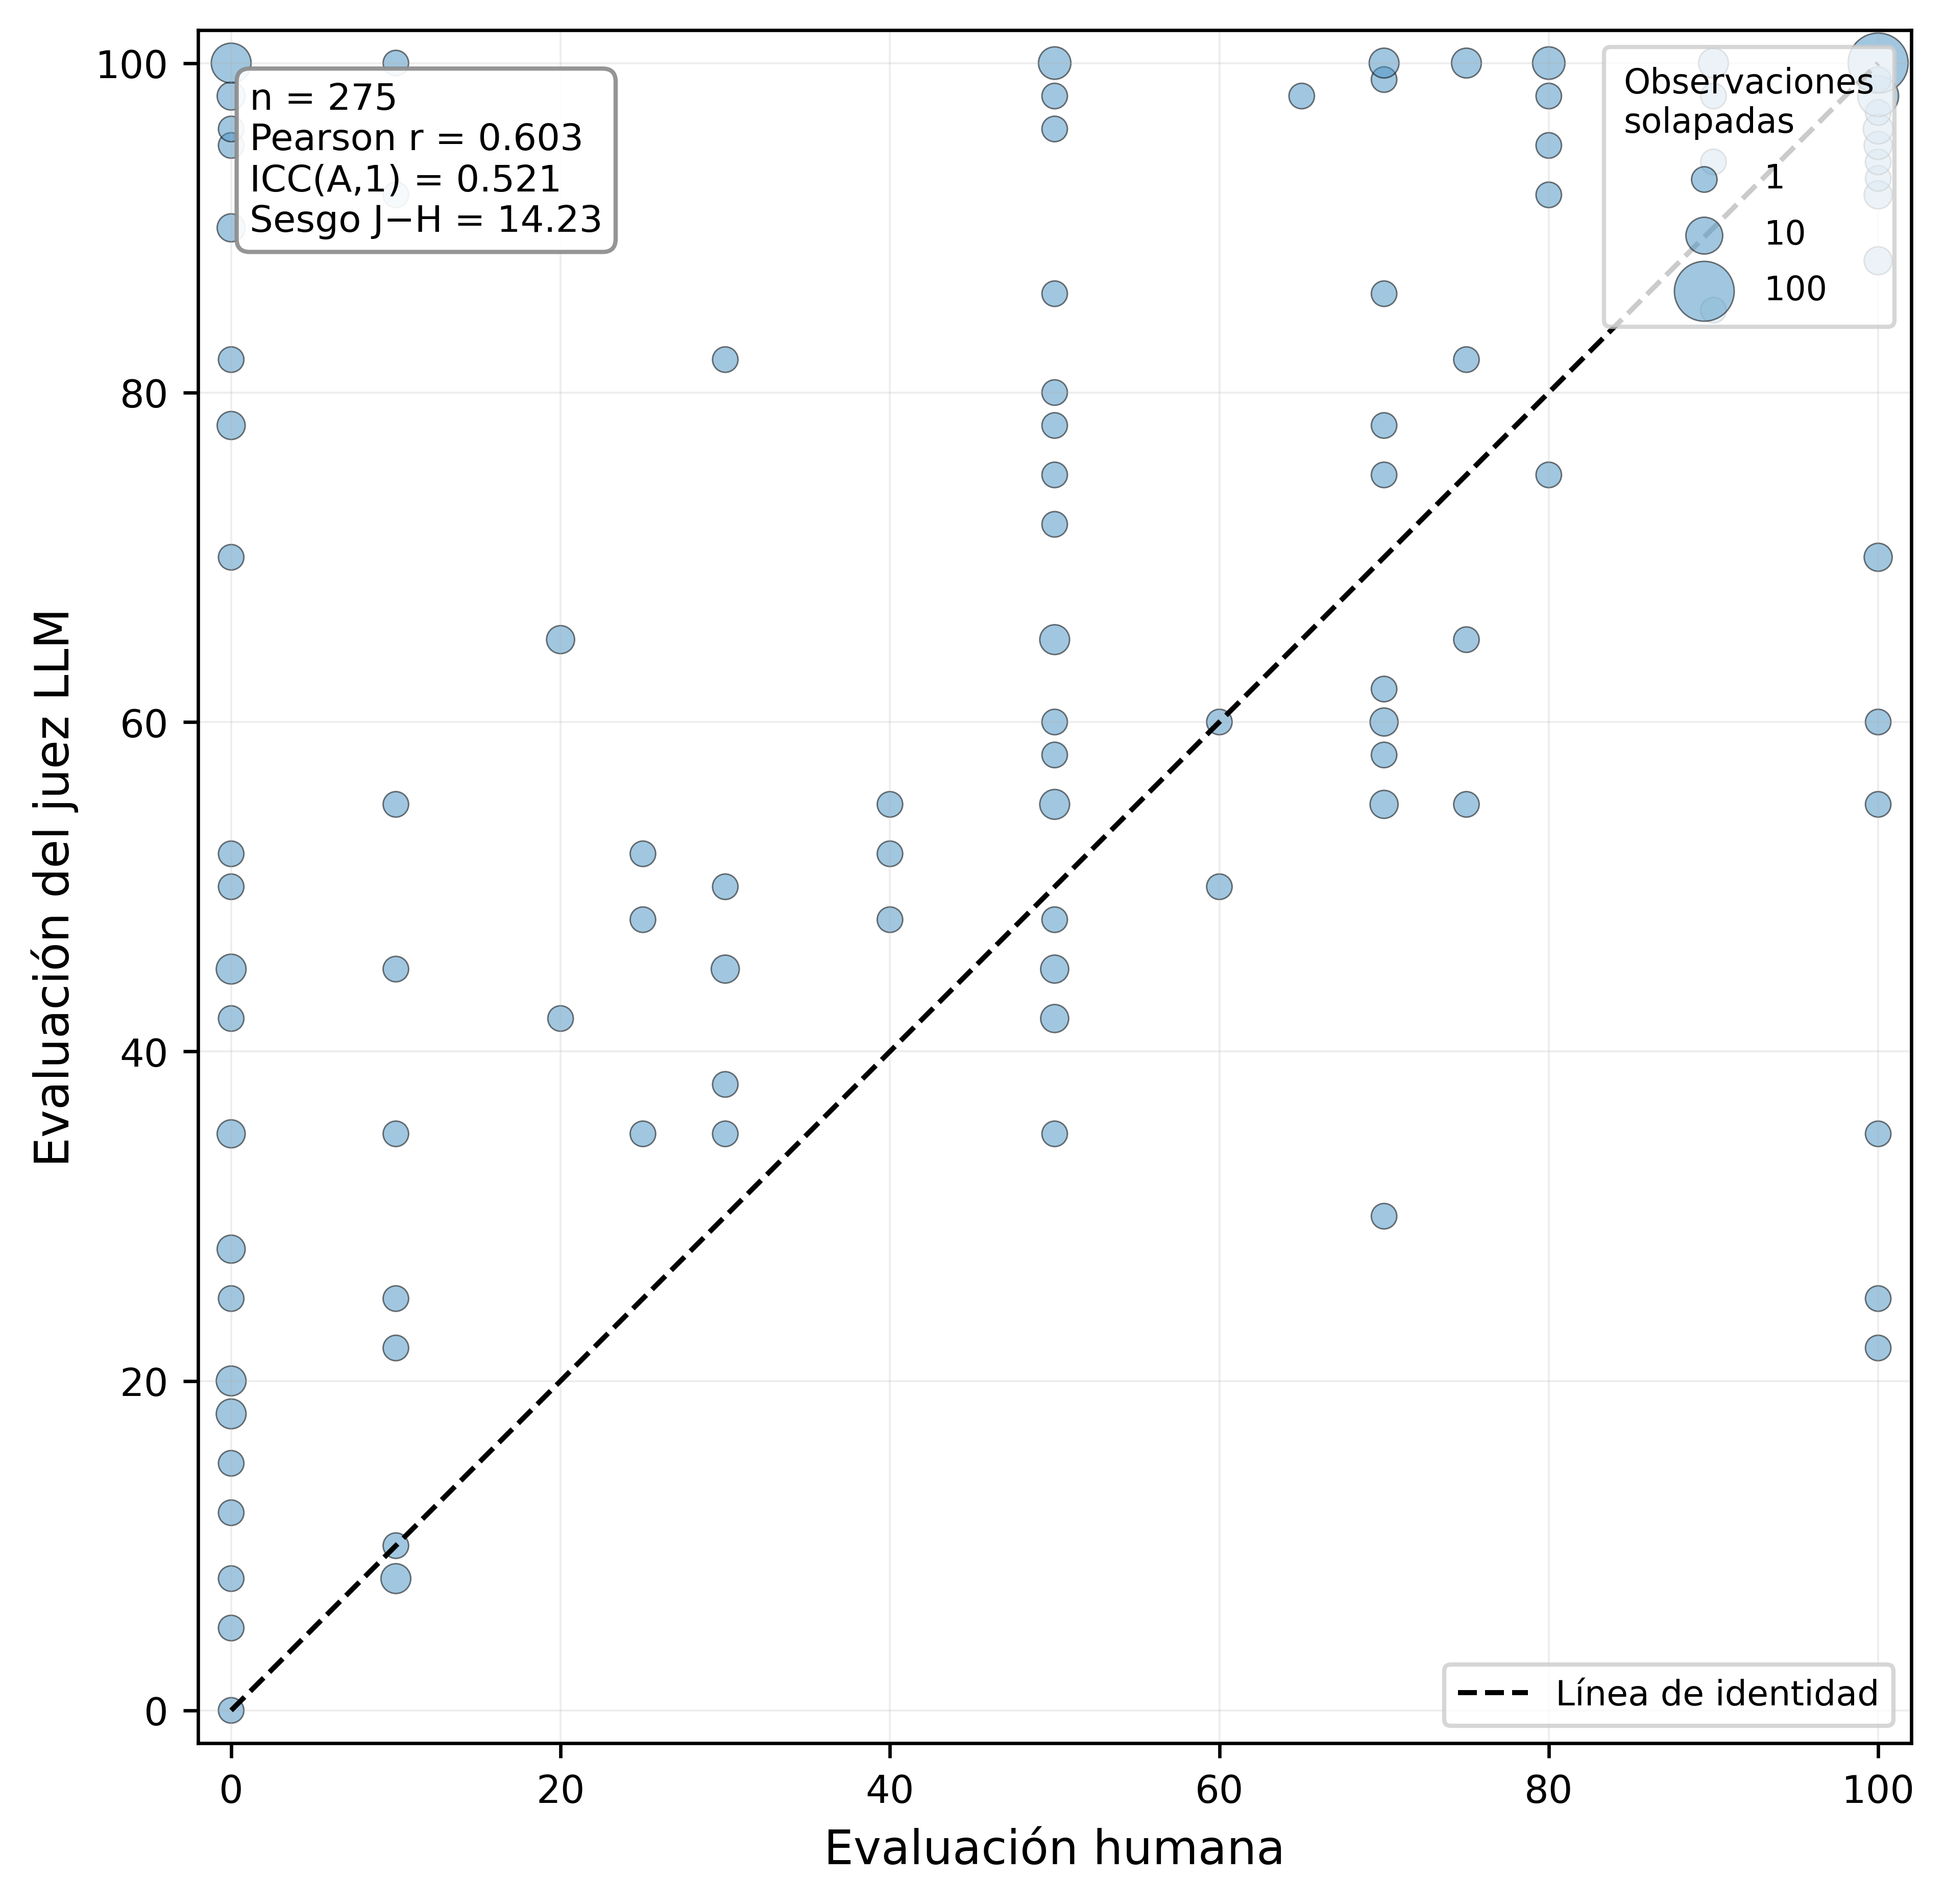 100
80
60
40
20
0
Evaluación del juez LLM
n = 275
Pearson r = 0.603
ICC(A,1) = 0.521
Sesgo J−H = 14.23
Observaciones
solapadas
1
10
100
Línea de identidad
0
20
40
60
80
100
Evaluación humana